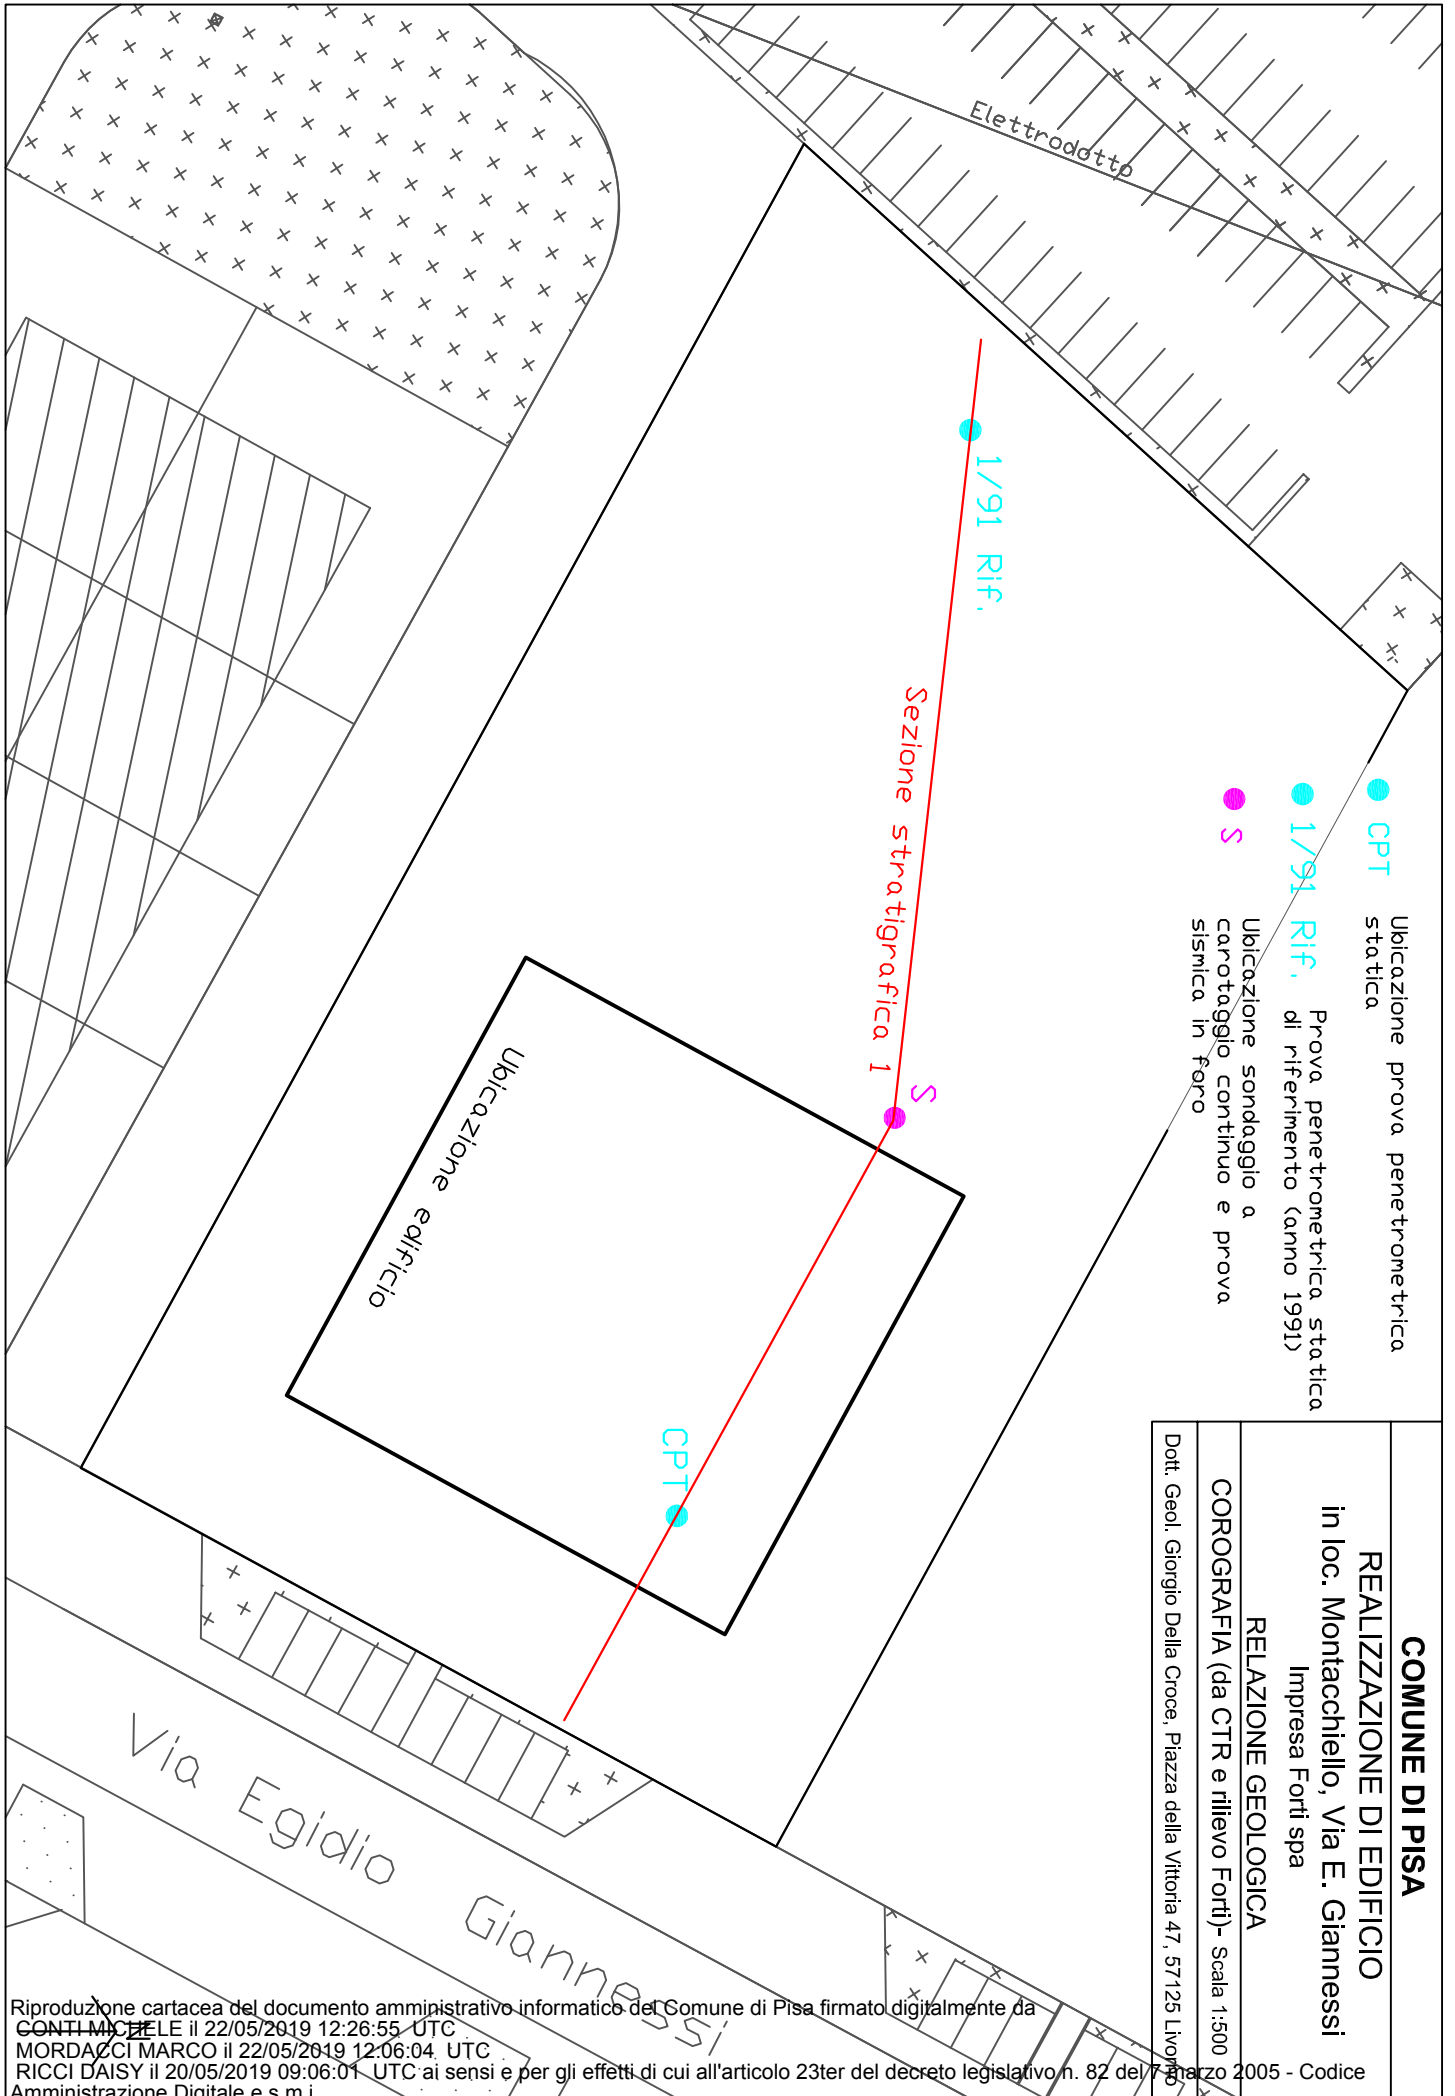 COMUNE DI PISA
REALIZZAZIONE DI EDIFICIO
in loc. Montacchiello, Via E. Giannessi
Impresa Forti spa
RELAZIONE GEOLOGICA
COROGRAFIA (da CTR e rilievo Forti)- Scala 1:500
Dott. Geol. Giorgio Della Croce, Piazza della Vittoria 47, 57125 Livorno
CPT
Ubicazione prova penetrometrica
statica
1/91 Rif.
Prova penetrometrica statica
di riferimento (anno 1991)
S
Ubicazione sondaggio a
carotaggio continuo e prova
sismica in foro
Elettrodotto
1/91 Rif.
Sezione stratigrafica 1
S
Ubicazione edificio
CPT
Via Egidio Giannessi
N
Riproduzione cartacea del documento amministrativo informatico del Comune di Pisa firmato digitalmente da
CONTI MICHELE il 22/05/2019 12:26:55 UTC
MORDACCI MARCO il 22/05/2019 12:06:04 UTC
RICCI DAISY il 20/05/2019 09:06:01 UTC ai sensi e per gli effetti di cui all'articolo 23ter del decreto legislativo n. 82 del 7 marzo 2005 - Codice
Amministrazione Digitale e s.m.i.